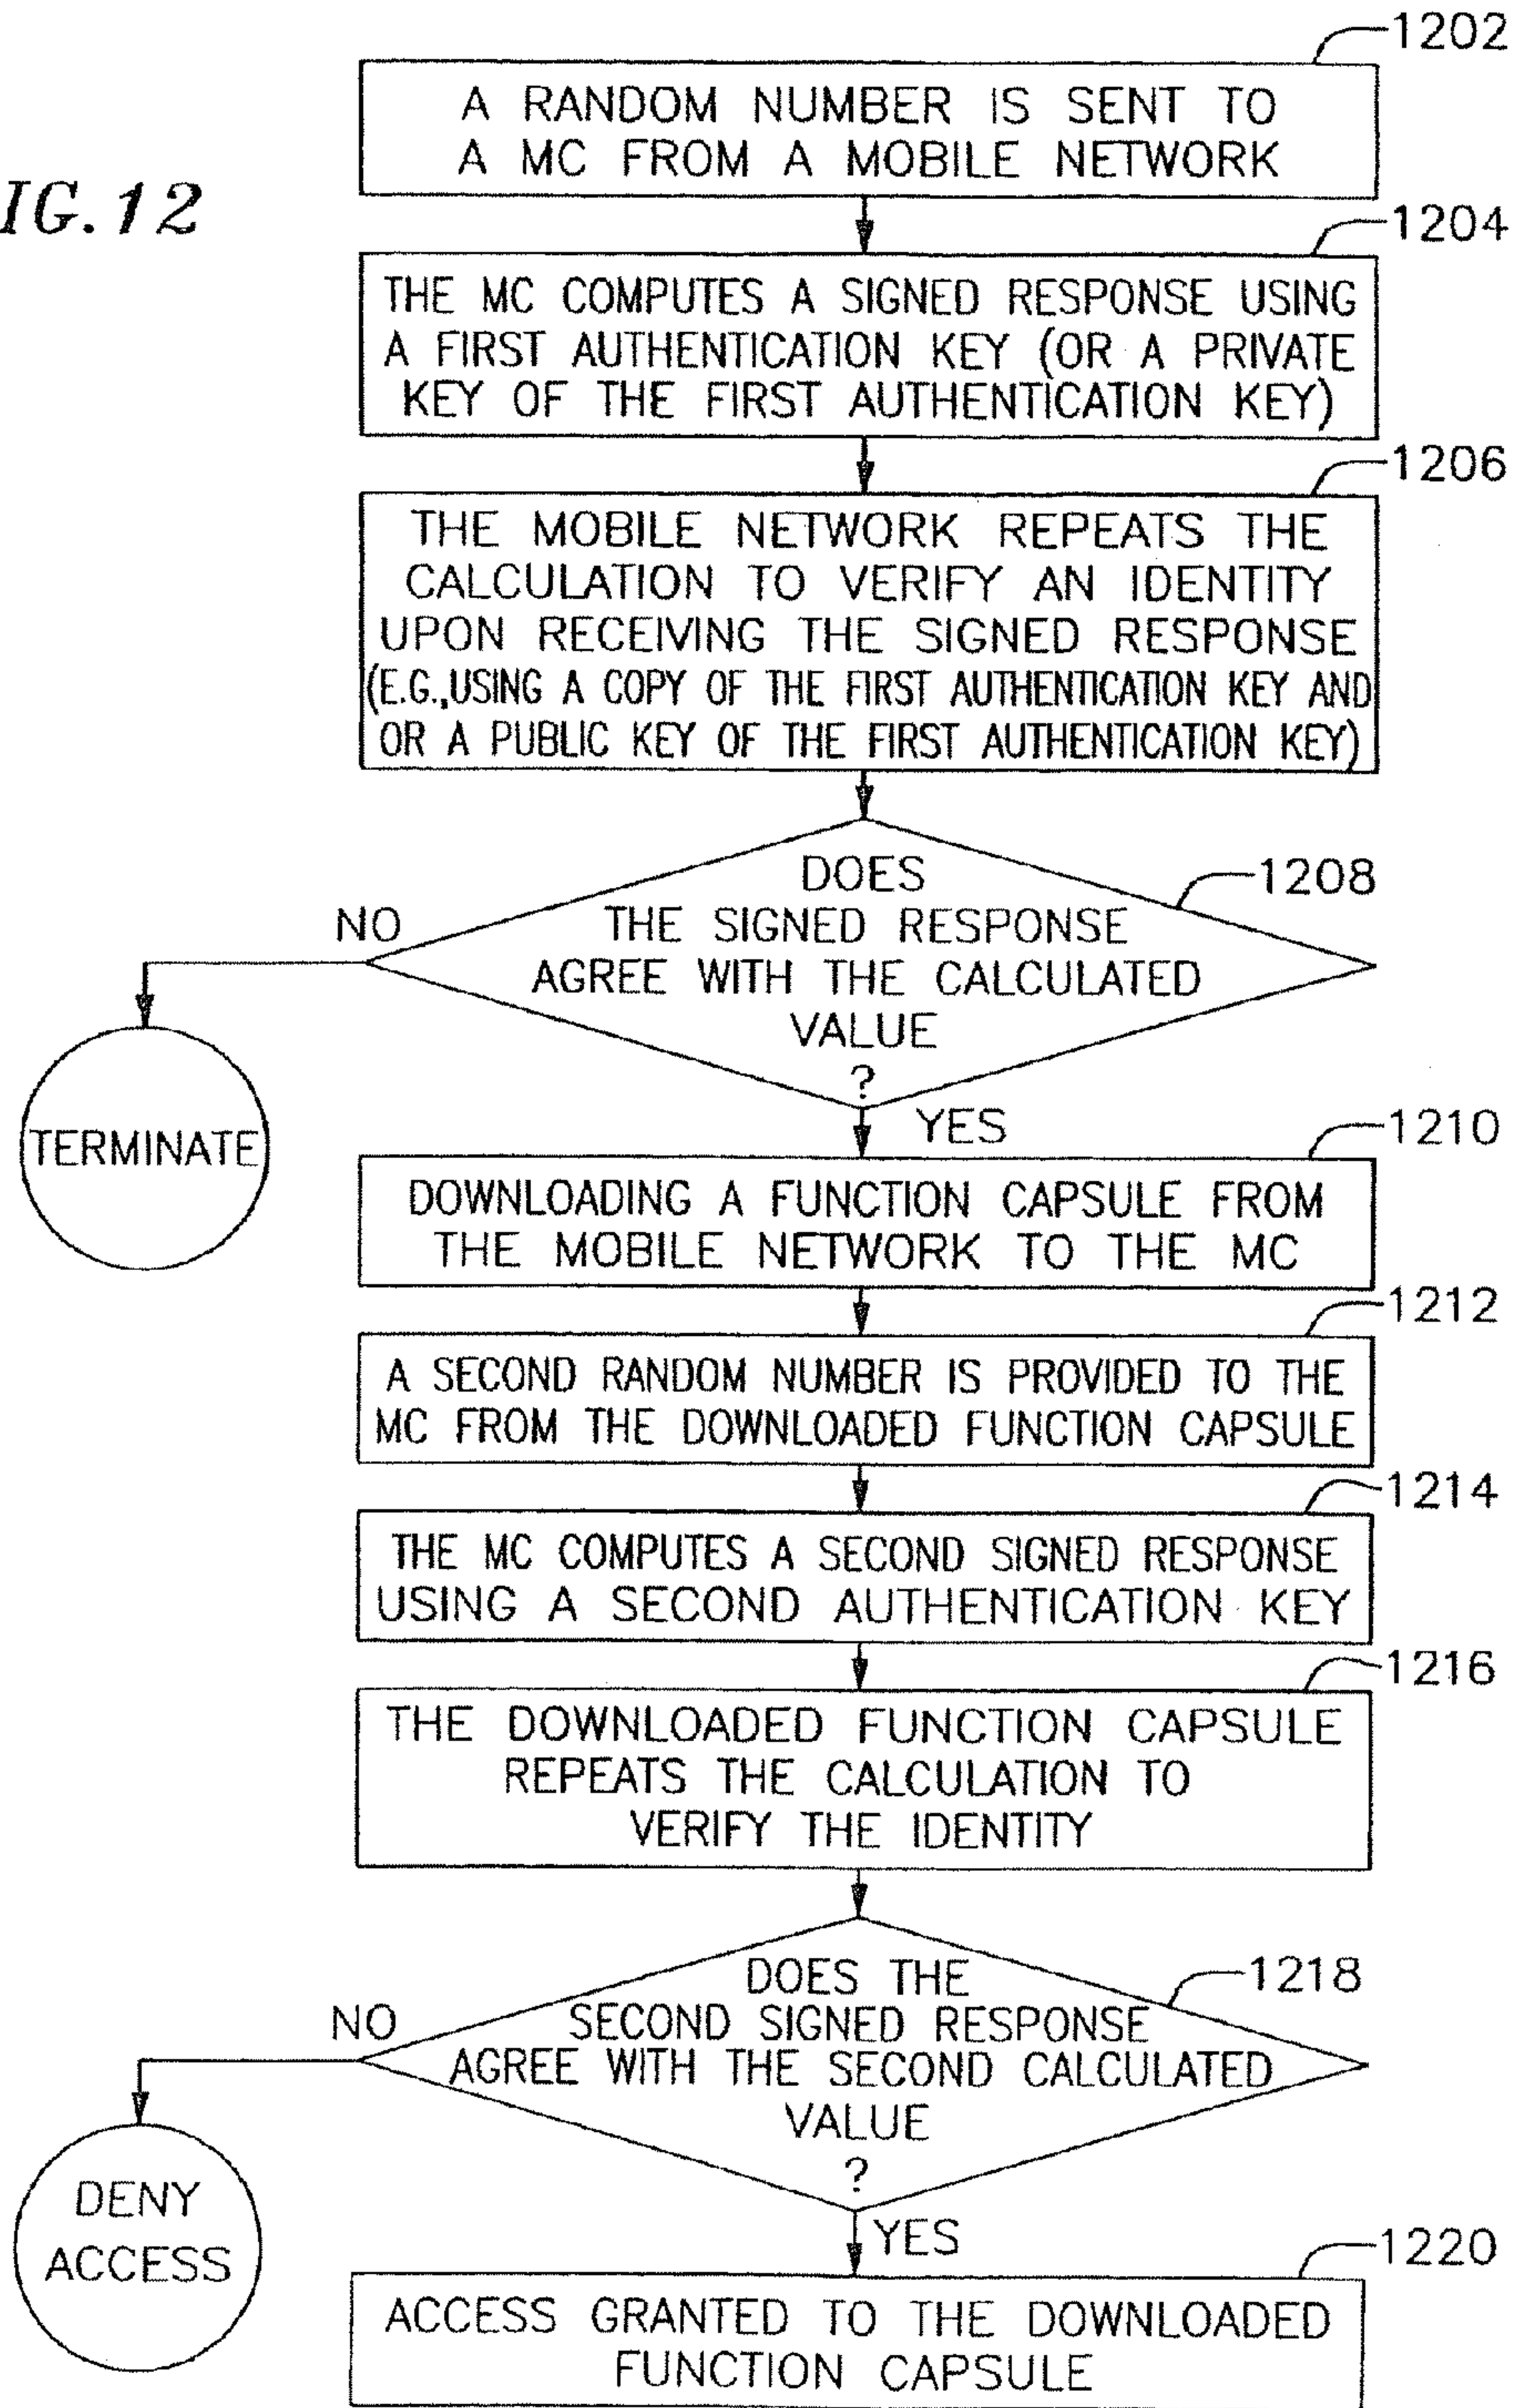 1202
A RANDOM NUMBER IS SENT TO
A MC FROM A MOBILE NETWORK
IG. 12
1204
THE MC COMPUTES A SIGNED RESPONSE USING
A FIRST AUTHENTICATION KEY (OR A PRIVATE
KEY OF THE FIRST AUTHENTICATION KEY)
1206
THE MOBILE NETWORK REPEATS THE
CALCULATION TO VERIFY AN IDENTITY
UPON RECEIVING THE SIGNED RESPONSE
(E.G.,USING A COPY OF THE FIRST AUTHENTICATION KEY AND
OR A PUBLIC KEY OF THE FIRST AUTHENTICATION KEY)
1208
DOES
THE SIGNED RESPONSE
AGREE WITH THE CALCULATED
VALUE
?
NO
TERMINATE
YES
1210
DOWNLOADING A FUNCTION CAPSULE FROM
THE MOBILE NETWORK TO THE MC
1212
A SECOND RANDOM NUMBER IS PROVIDED TO THE
MC FROM THE DOWNLOADED FUNCTION CAPSULE
1214
THE MC COMPUTES A SECOND SIGNED RESPONSE
USING A SECOND AUTHENTICATION KEY
1216
THE DOWNLOADED FUNCTION CAPSULE
REPEATS THE CALCULATION TO
VERIFY THE IDENTITY
1218
DOES THE
SECOND SIGNED RESPONSE
AGREE WITH THE SECOND CALCULATED
VALUE
?
NO
DENY
ACCESS
YES
1220
ACCESS GRANTED TO THE DOWNLOADED
FUNCTION CAPSULE